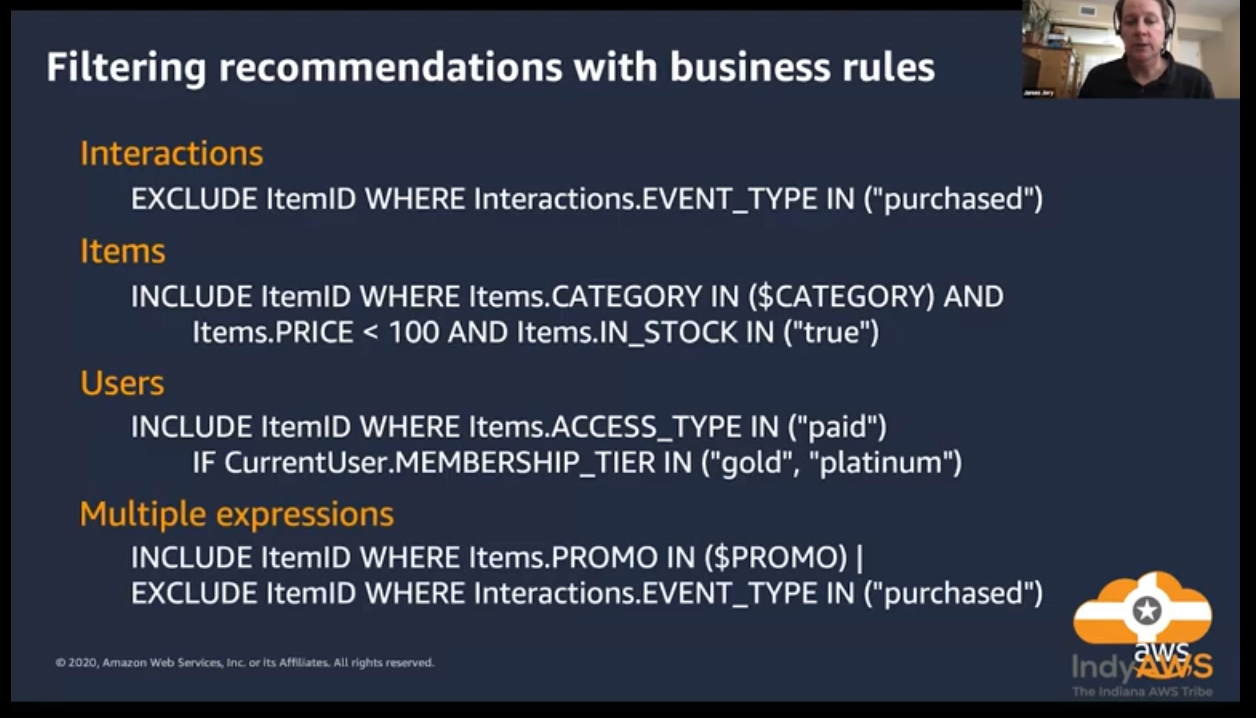 Filtering recommendations with business rules
James Jory
Interactions
EXCLUDE ItemID WHERE Interactions.EVENT_TYPE IN ("purchased")
Items
INCLUDE ItemID WHERE Items.CATEGORY IN ($CATEGORY) AND
Items.PRICE < 100 AND Items.IN_STOCK IN ("true")
Users
INCLUDE ItemID WHERE Items.ACCESS_TYPE IN ("paid")
IF CurrentUser.MEMBERSHIP_TIER IN ("gold", "platinum")
Multiple expressions
INCLUDE ItemID WHERE Items.PROMO IN ($PROMO) |
EXCLUDE ItemID WHERE Interactions.EVENT_TYPE IN ("purchased")
© 2020, Amazon Web Services, Inc. or its Affiliates. All rights reserved.
aws
IndyAWS
The Indiana AWS Tribe